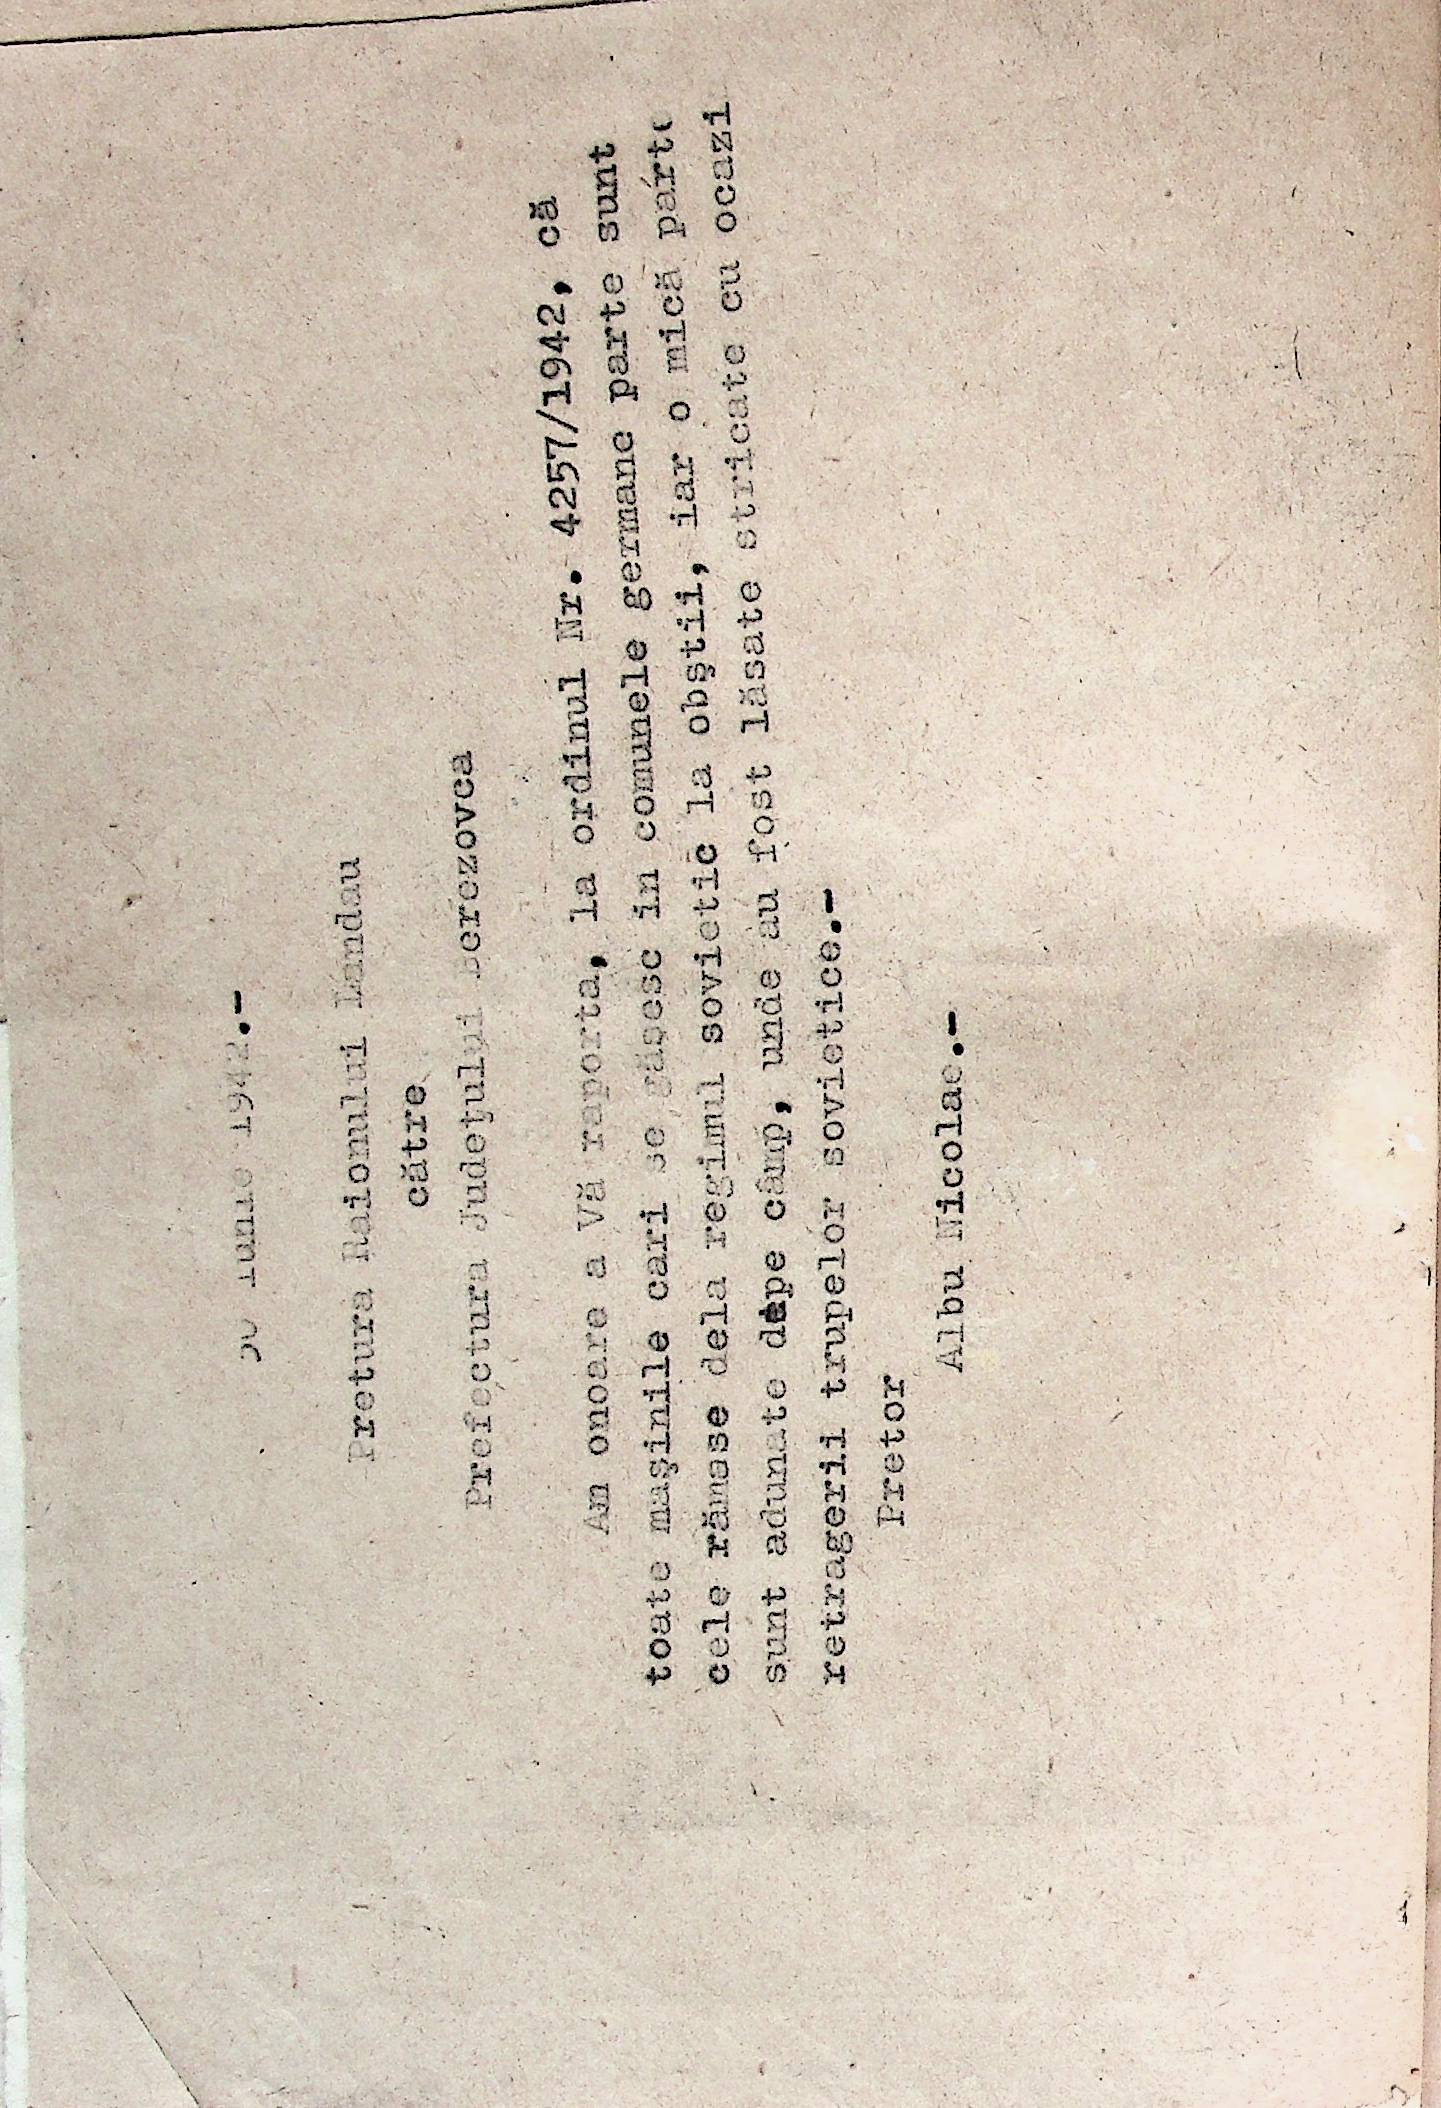 30 Iunie 1942.-
Pretura Raionului Landau
către
Prefectura Judeţului Berezovca
Am onoare a Vă raporta, la ordinul Nr. 4257/1942, că
toate maşinile cari se găsesc in comunele germane parte sunt
cele rămase dela regimul sovietic la obştii, iar o mică parte
sunt adunate depe câmp, unde au fost lăsate stricate cu ocazi
retragerii trupelor sovietice.-
Pretor
Albu Nicolae.-